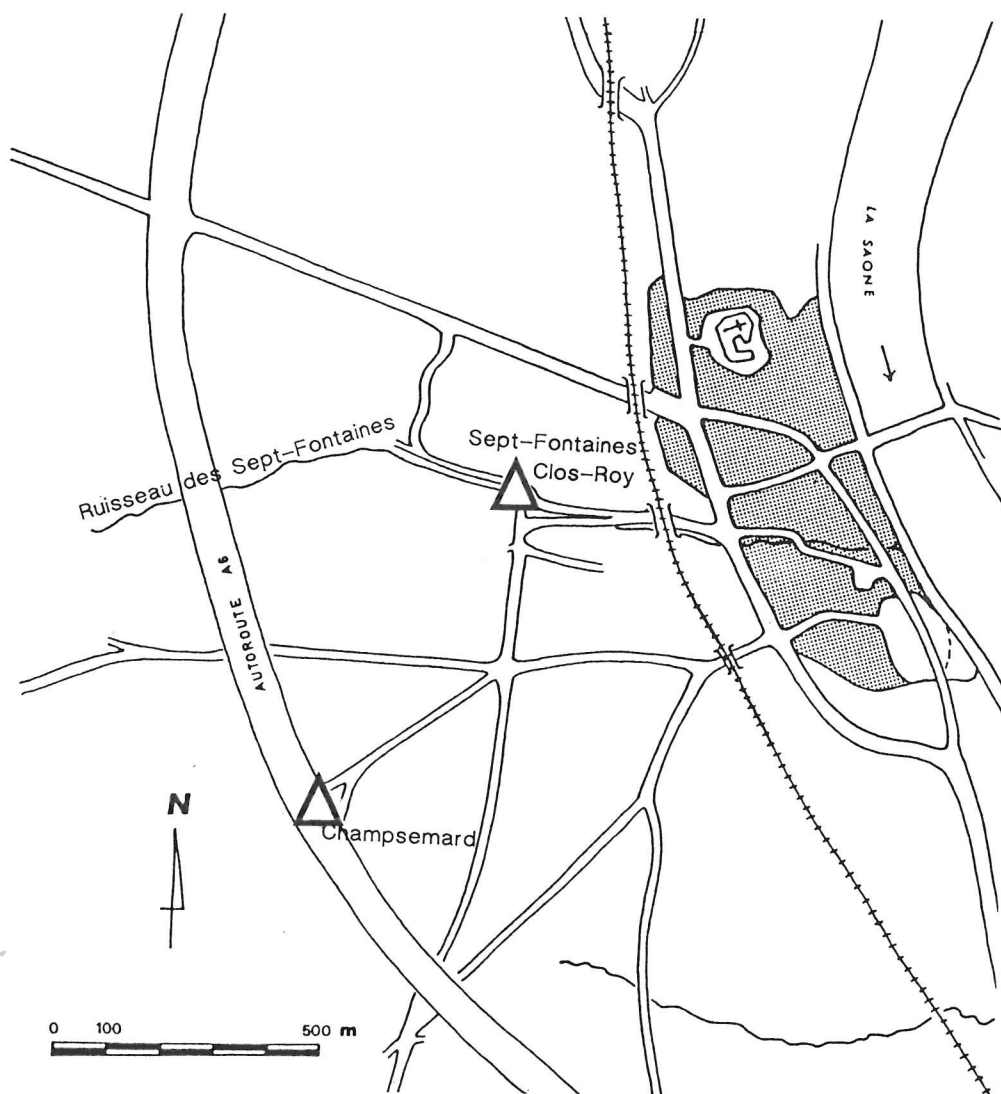 LA SAONE
Ruisseau des Sept-Fontaines
Sept-Fontaines
Clos-Roy
AUTOROUTE A6
N
Champsemard
0 100 500 m